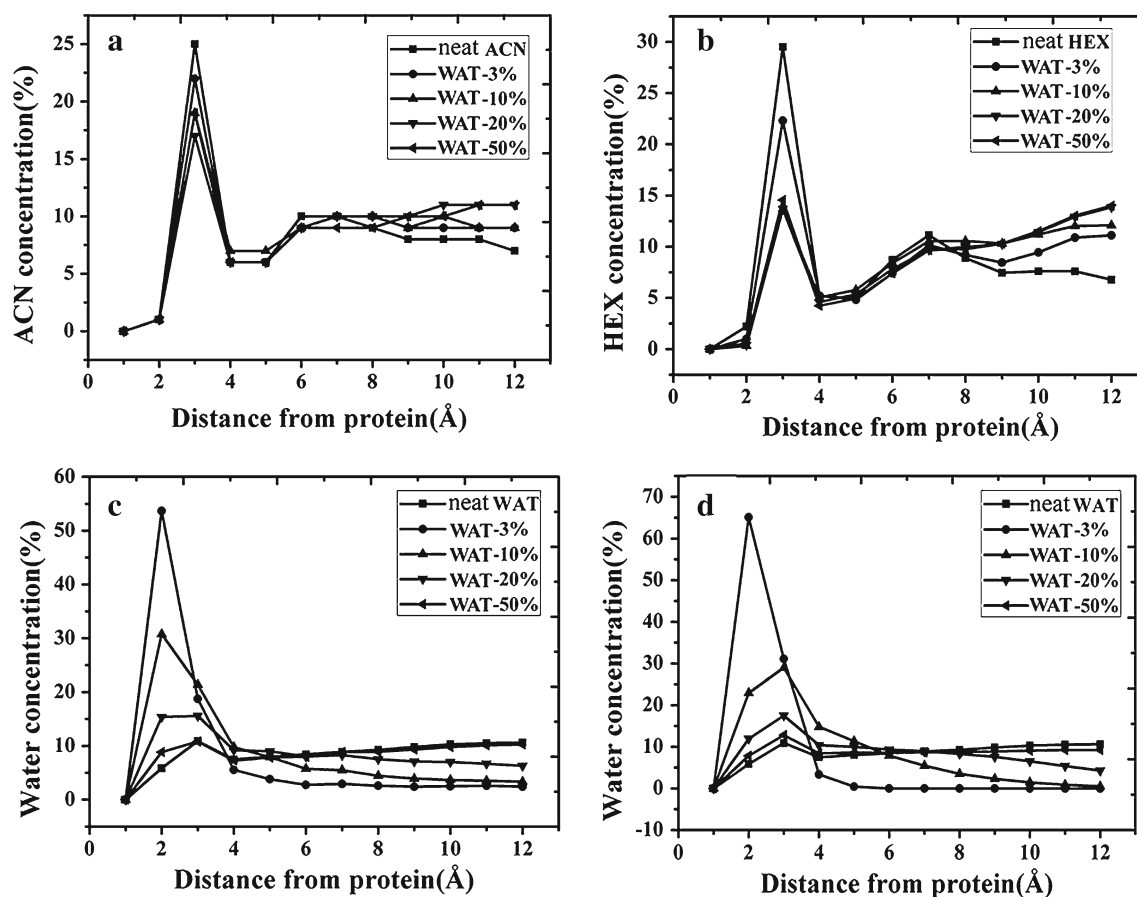 a
neat ACN
WAT-3%
WAT-10%
WAT-20%
WAT-50%
25
20
15
10
5
0
ACN concentration(%)
0 2 4 6 8 10 12
Distance from protein(Å)
b
neat HEX
WAT-3%
WAT-10%
WAT-20%
WAT-50%
30
25
20
15
10
5
0
HEX concentration(%)
0 2 4 6 8 10 12
Distance from protein(Å)
c
neat WAT
WAT-3%
WAT-10%
WAT-20%
WAT-50%
60
50
40
30
20
10
0
Water concentration(%)
0 2 4 6 8 10 12
Distance from protein(Å)
d
neat WAT
WAT-3%
WAT-10%
WAT-20%
WAT-50%
70
60
50
40
30
20
10
0
-10
Water concentration(%)
0 2 4 6 8 10 12
Distance from protein(Å)